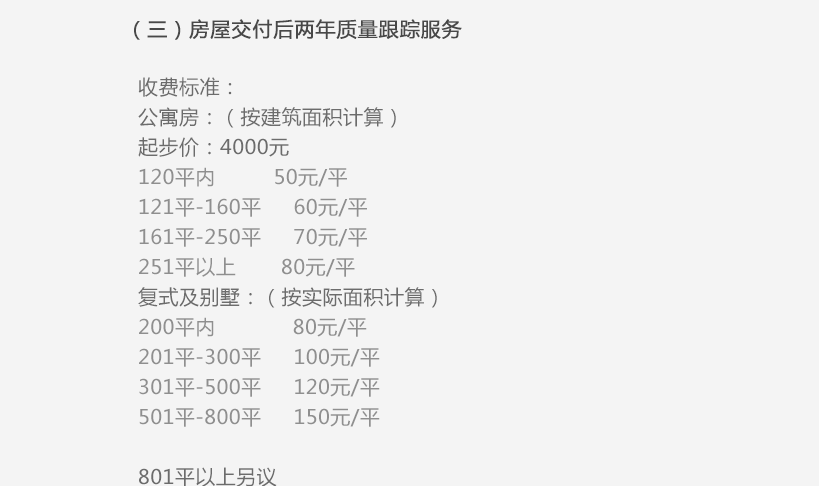 （三）房屋交付后两年质量跟踪服务
收费标准：
公寓房：（按建筑面积计算）
起步价：4000元
120平内 50元/平
121平-160平 60元/平
161平-250平 70元/平
251平以上 80元/平
复式及别墅：（按实际面积计算）
200平内 80元/平
201平-300平 100元/平
301平-500平 120元/平
501平-800平 150元/平
801平以上另议